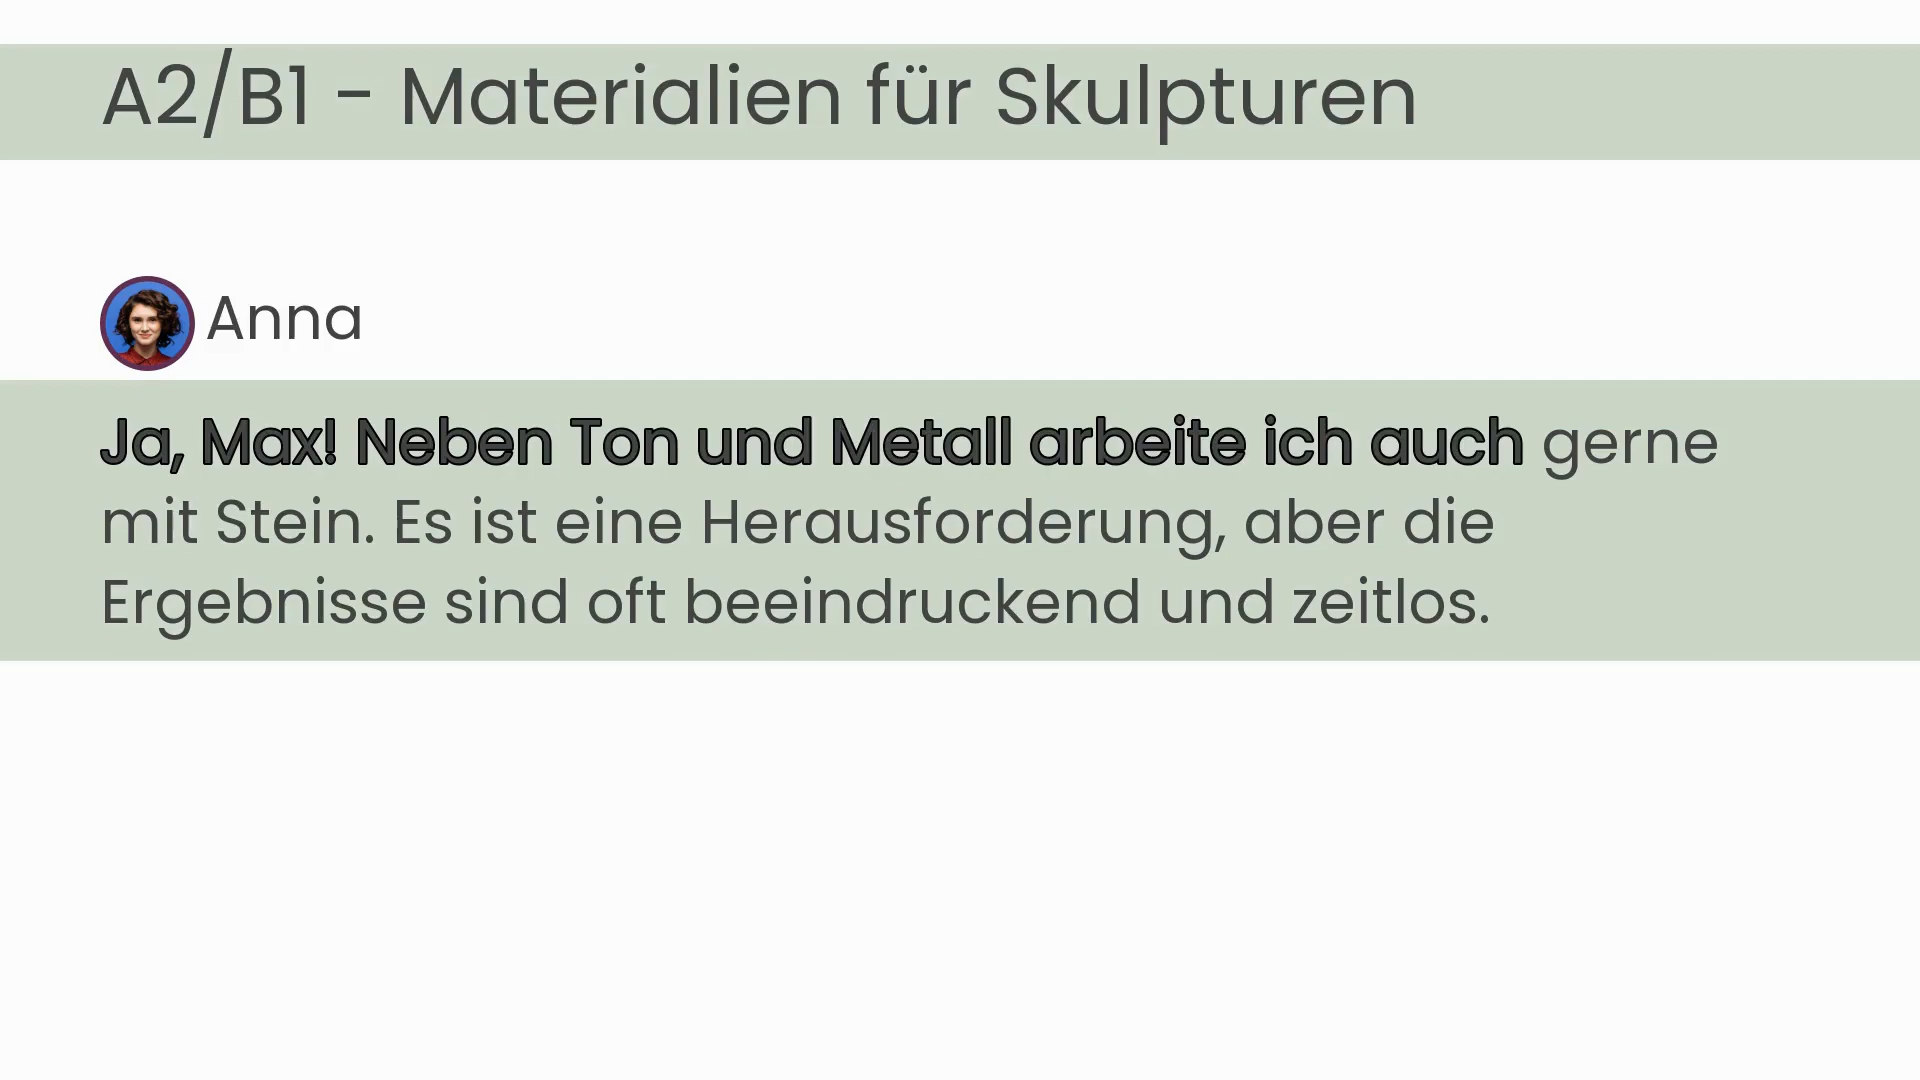 A2/B1 - Materialien für Skulpturen
Anna
Ja, Max! Neben Ton und Metall arbeite ich auch gerne
mit Stein. Es ist eine Herausforderung, aber die
Ergebnisse sind oft beeindruckend und zeitlos.